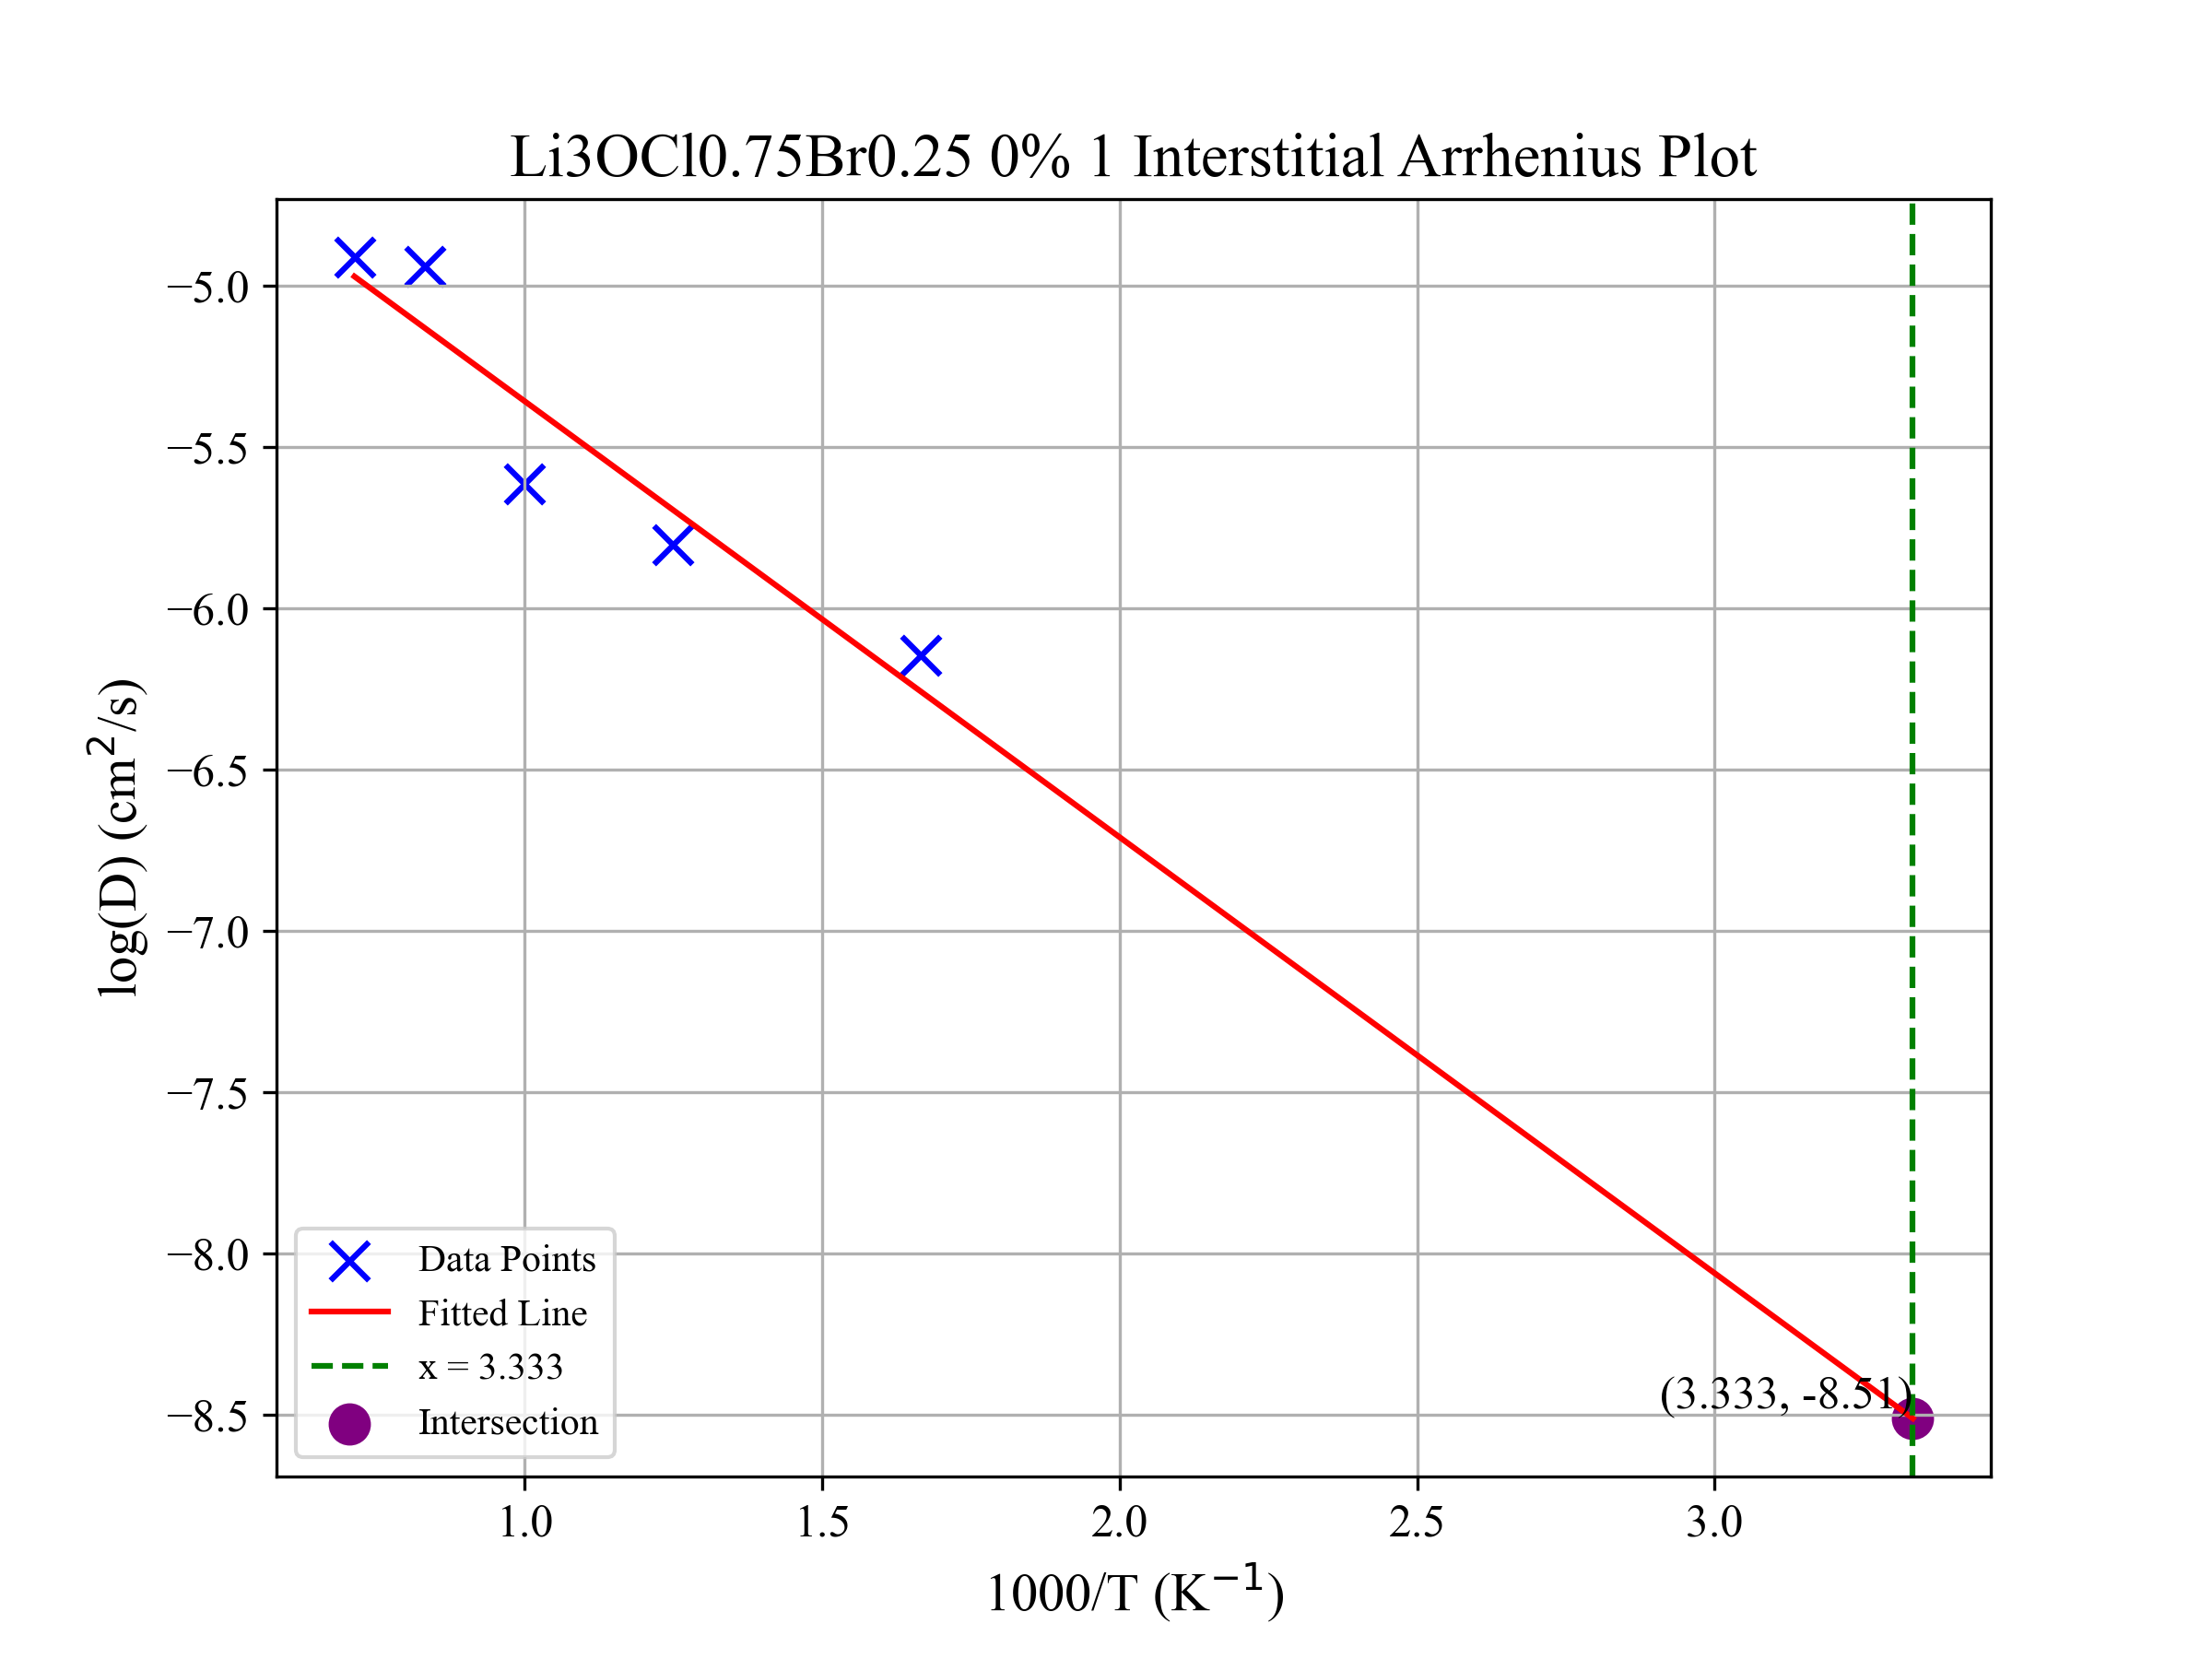 Li3OCl0.75Br0.25 0% 1 Interstitial Arrhenius Plot
log(D) (cm²/s)
−5.0
−5.5
−6.0
−6.5
−7.0
−7.5
−8.0
−8.5
(3.333, -8.51)
Data Points
Fitted Line
x = 3.333
Intersection
1.0 1.5 2.0 2.5 3.0
1000/T (K⁻¹)